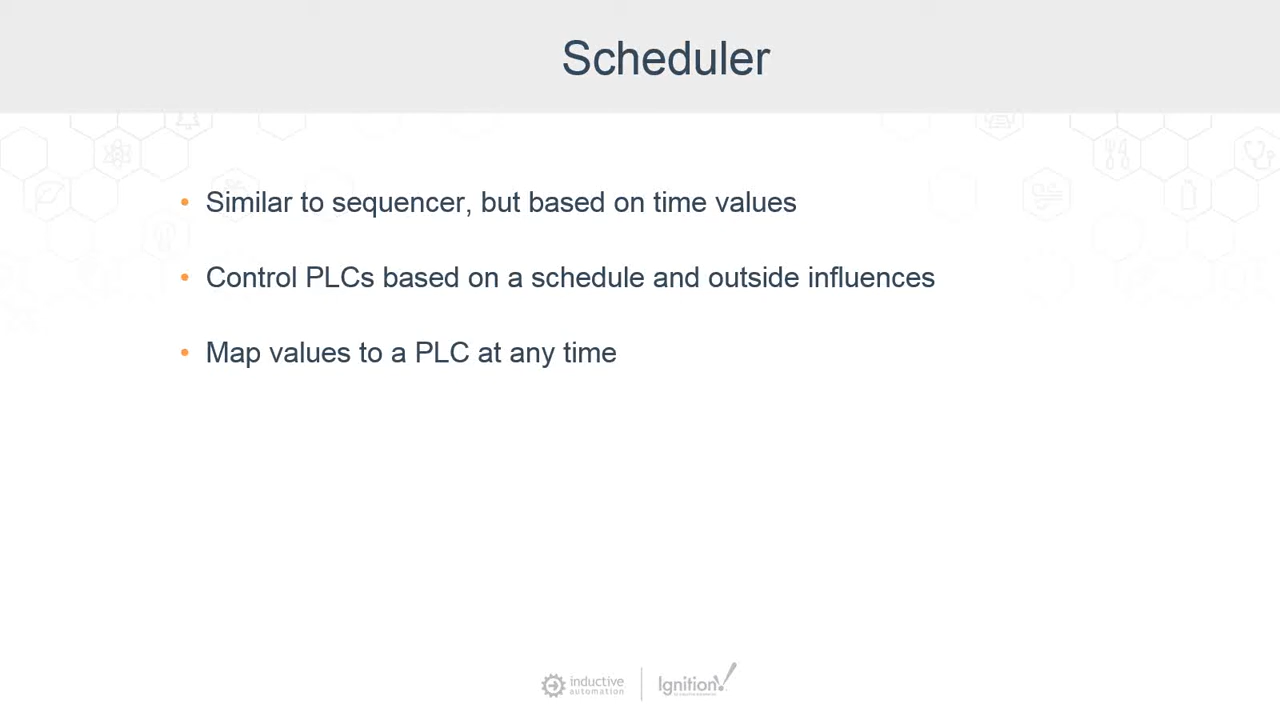 Scheduler
• Similar to sequencer, but based on time values
• Control PLCs based on a schedule and outside influences
• Map values to a PLC at any time
inductive
automation
Ignition!